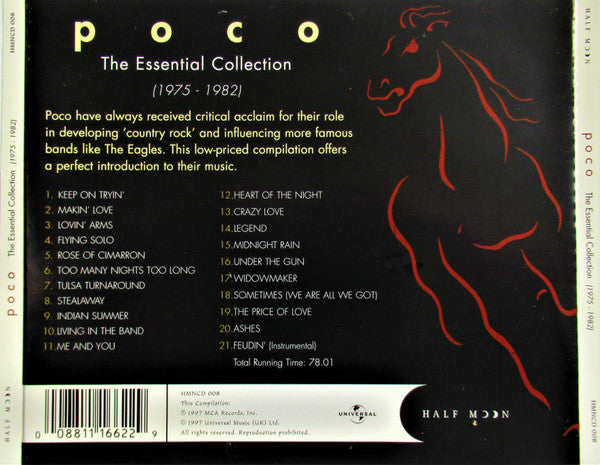 poco
The Essential Collection
(1975 - 1982)
Poco have always received critical acclaim for their role
in developing ‘country rock’ and influencing more famous
bands like The Eagles. This low-priced compilation offers
a perfect introduction to their music.
1. KEEP ON TRYIN’
2. MAKIN’ LOVE
3. LOVIN’ ARMS
4. FLYING SOLO
5. ROSE OF CIMARRON
6. TOO MANY NIGHTS TOO LONG
7. TULSA TURNAROUND
8. STEALAWAY
9. INDIAN SUMMER
10. LIVING IN THE BAND
11. ME AND YOU
12. HEART OF THE NIGHT
13. CRAZY LOVE
14. LEGEND
15. MIDNIGHT RAIN
16. UNDER THE GUN
17. WIDOWMAKER
18. SOMETIMES (WE ARE ALL WE GOT)
19. THE PRICE OF LOVE
20. ASHES
21. FEUDIN’ (Instrumental)
Total Running Time: 78.01
HMNCD 008
This Compilation:
℗ 1997 MCA Records, Inc.
© 1997 Universal Music (UK) Ltd.
All rights reserved. Reproduction prohibited.
UNIVERSAL
HALF MOON
0 08811 16622 9
HALF MOON
poco The Essential Collection (1975 - 1982)
HMNCD 008
HALF MOON
poco The Essential Collection (1975 - 1982)
HMNCD 008